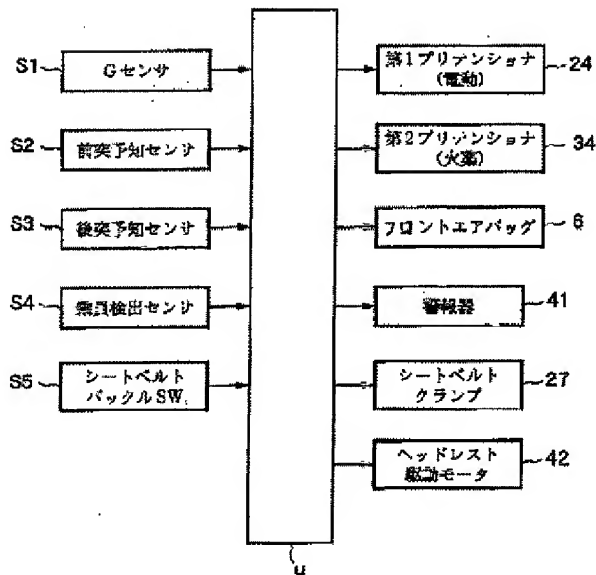 S1
Gセンサ
S2
前突予知センサ
S3
後突予知センサ
S4
乗員検出センサ
S5
シートベルト
バックルSW.
第1プリテンショナ
(電動)
24
第2プリテンショナ
(火薬)
34
フロントエアバッグ
6
警報器
41
シートベルト
クランプ
27
ヘッドレスト
駆動モータ
42
U